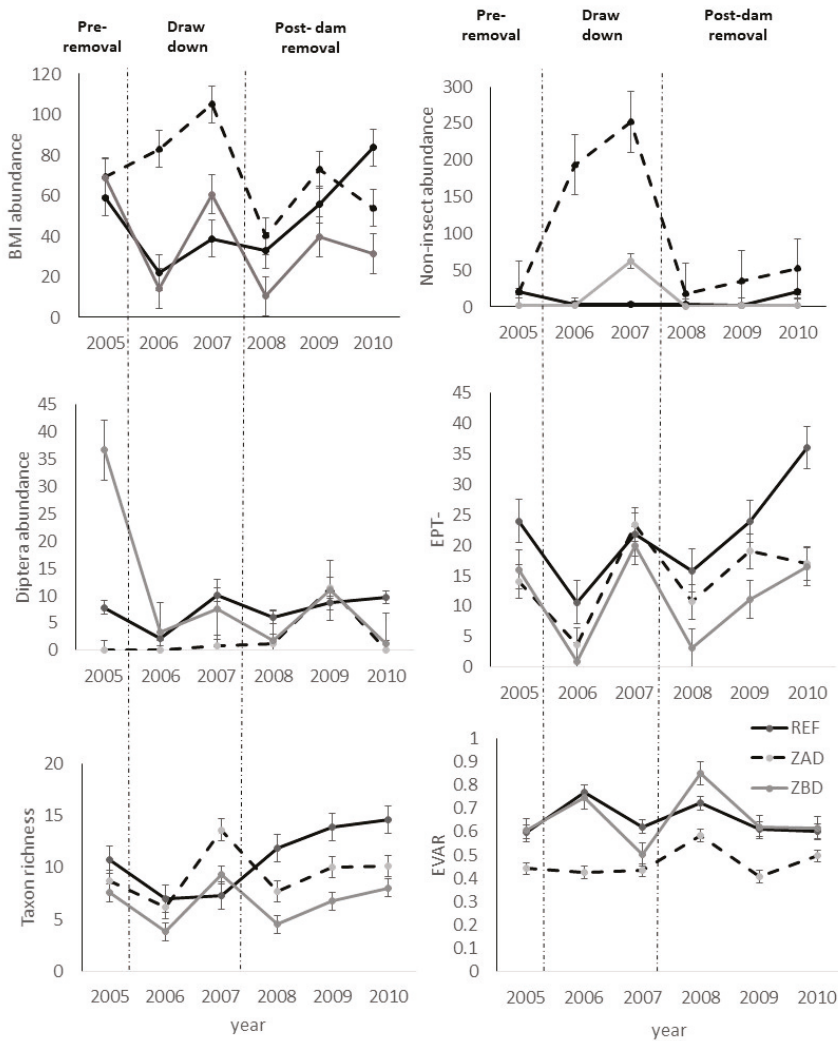 Pre-
removal
Draw
down
Post- dam
removal
Pre-
removal
Draw
down
Post-dam
removal
BMI abundance
120
100
80
60
40
20
0
2005 2006 2007 2008 2009 2010
Non-insect abundance
300
250
200
150
100
50
0
2005 2006 2007 2008 2009 2010
Diptera abundance
45
40
35
30
25
20
15
10
5
0
2005 2006 2007 2008 2009 2010
EPT-
45
40
35
30
25
20
15
10
5
0
2005 2006 2007 2008 2009 2010
Taxon richness
20
15
10
5
0
2005 2006 2007 2008 2009 2010
year
EVAR
1
0.9
0.8
0.7
0.6
0.5
0.4
0.3
0.2
0.1
0
REF
ZAD
ZBD
2005 2006 2007 2008 2009 2010
year